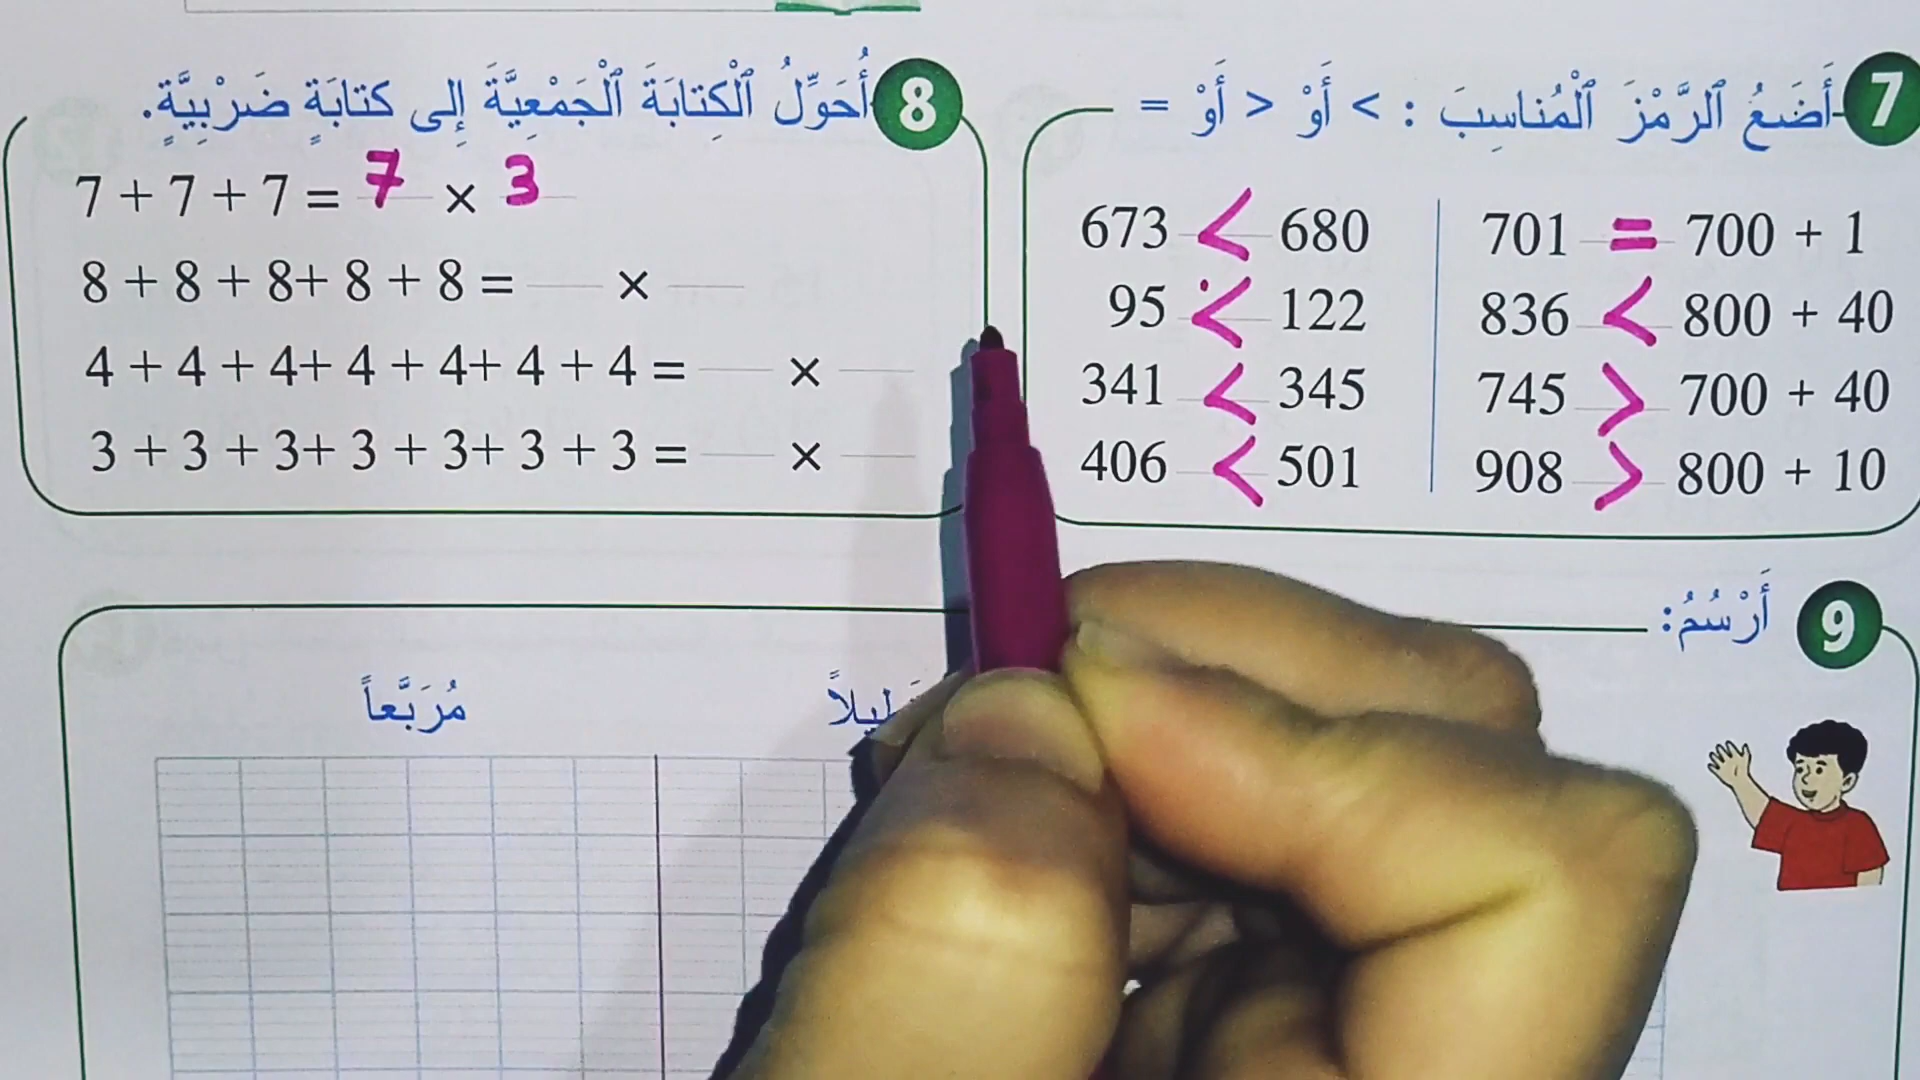 7 أَضَعُ ٱلرَّمْزَ ٱلْمُناسِبَ : > أَوْ < أَوْ =
673 < 680
95 < 122
341 < 345
406 < 501
701 = 700 + 1
836 < 800 + 40
745 > 700 + 40
908 > 800 + 10
8 أُحَوِّلُ ٱلْكِتابَةَ ٱلْجَمْعِيَّةَ إِلى كتابَةٍ ضَرْبِيَّةٍ.
7 + 7 + 7 = 7 × 3
8 + 8 + 8+ 8 + 8 = ×
4 + 4 + 4+ 4 + 4+ 4 + 4 = ×
3 + 3 + 3+ 3 + 3+ 3 + 3 = ×
9 أَرْسُمُ:
مُرَبَّعاً